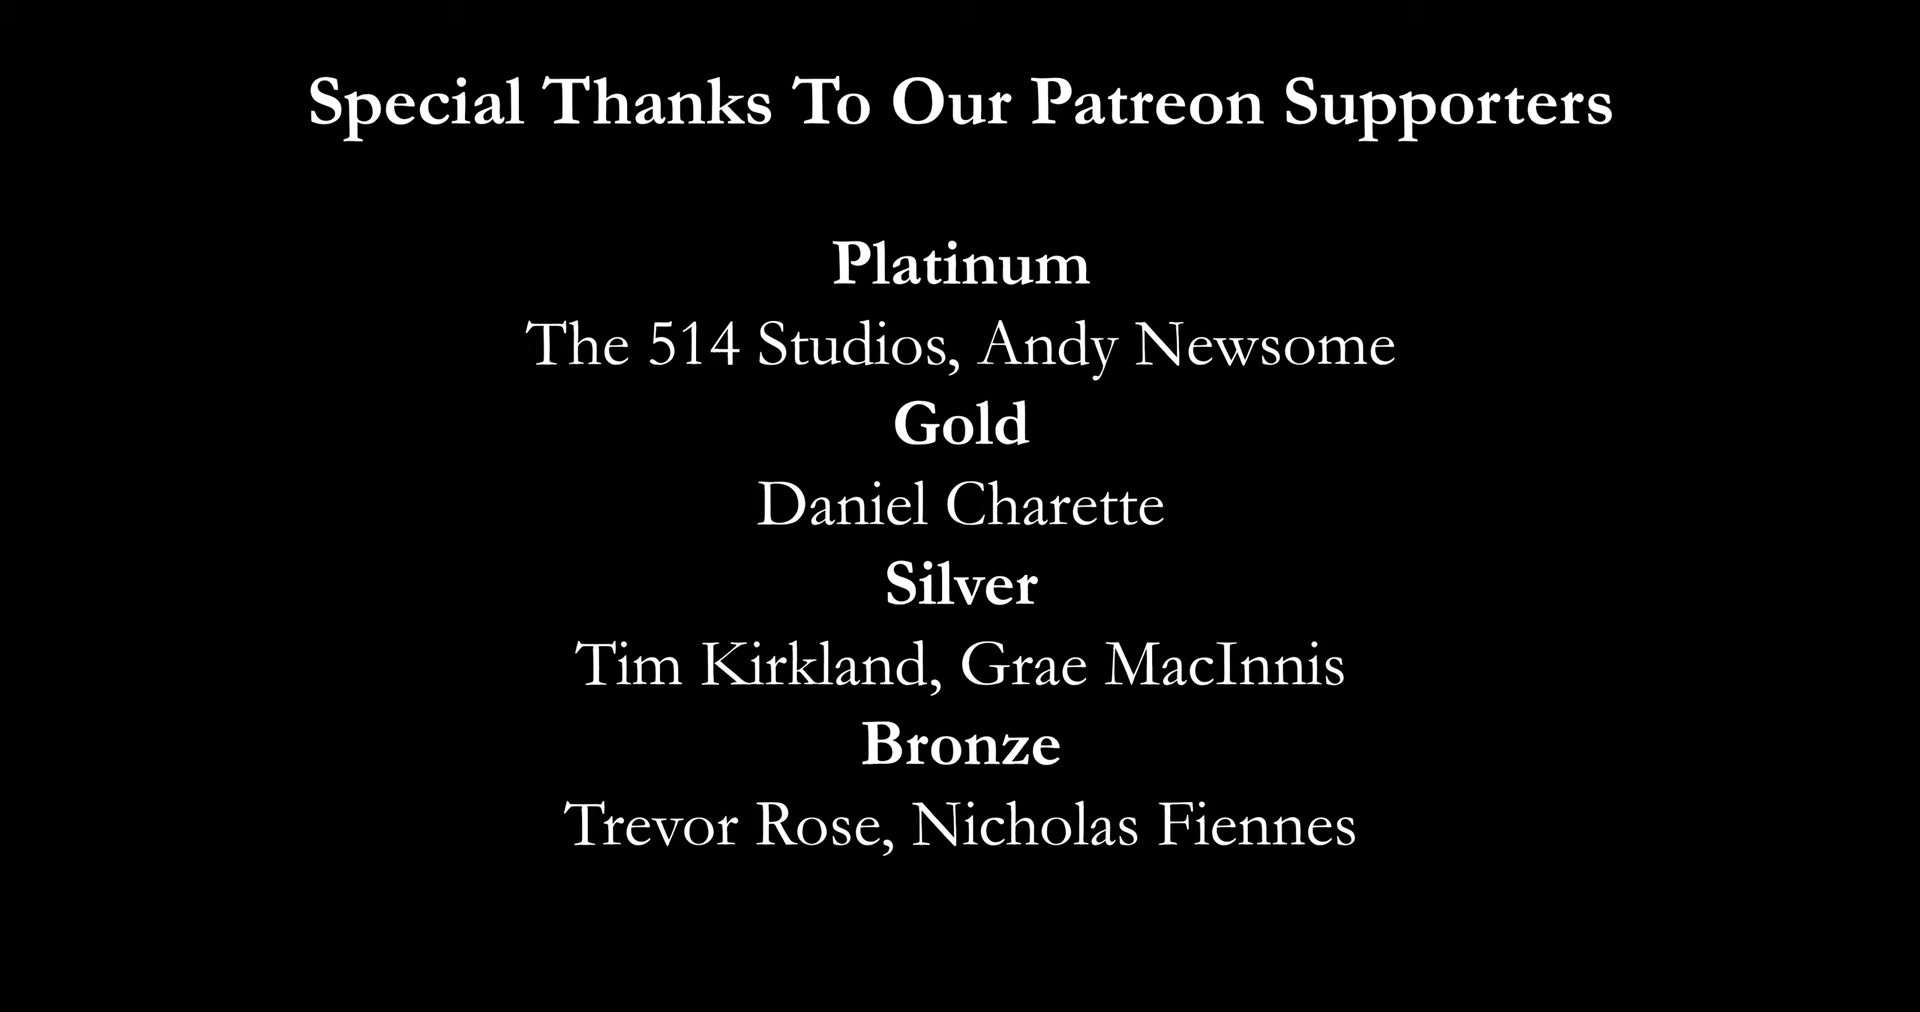 Special Thanks To Our Patreon Supporters
Platinum
The 514 Studios, Andy Newsome
Gold
Daniel Charette
Silver
Tim Kirkland, Grae MacInnis
Bronze
Trevor Rose, Nicholas Fiennes